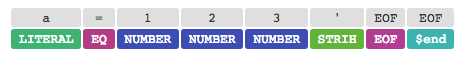 a = 1 2 3 ' EOF EOF
LITERAL EQ NUMBER NUMBER NUMBER STRIH EOF $end